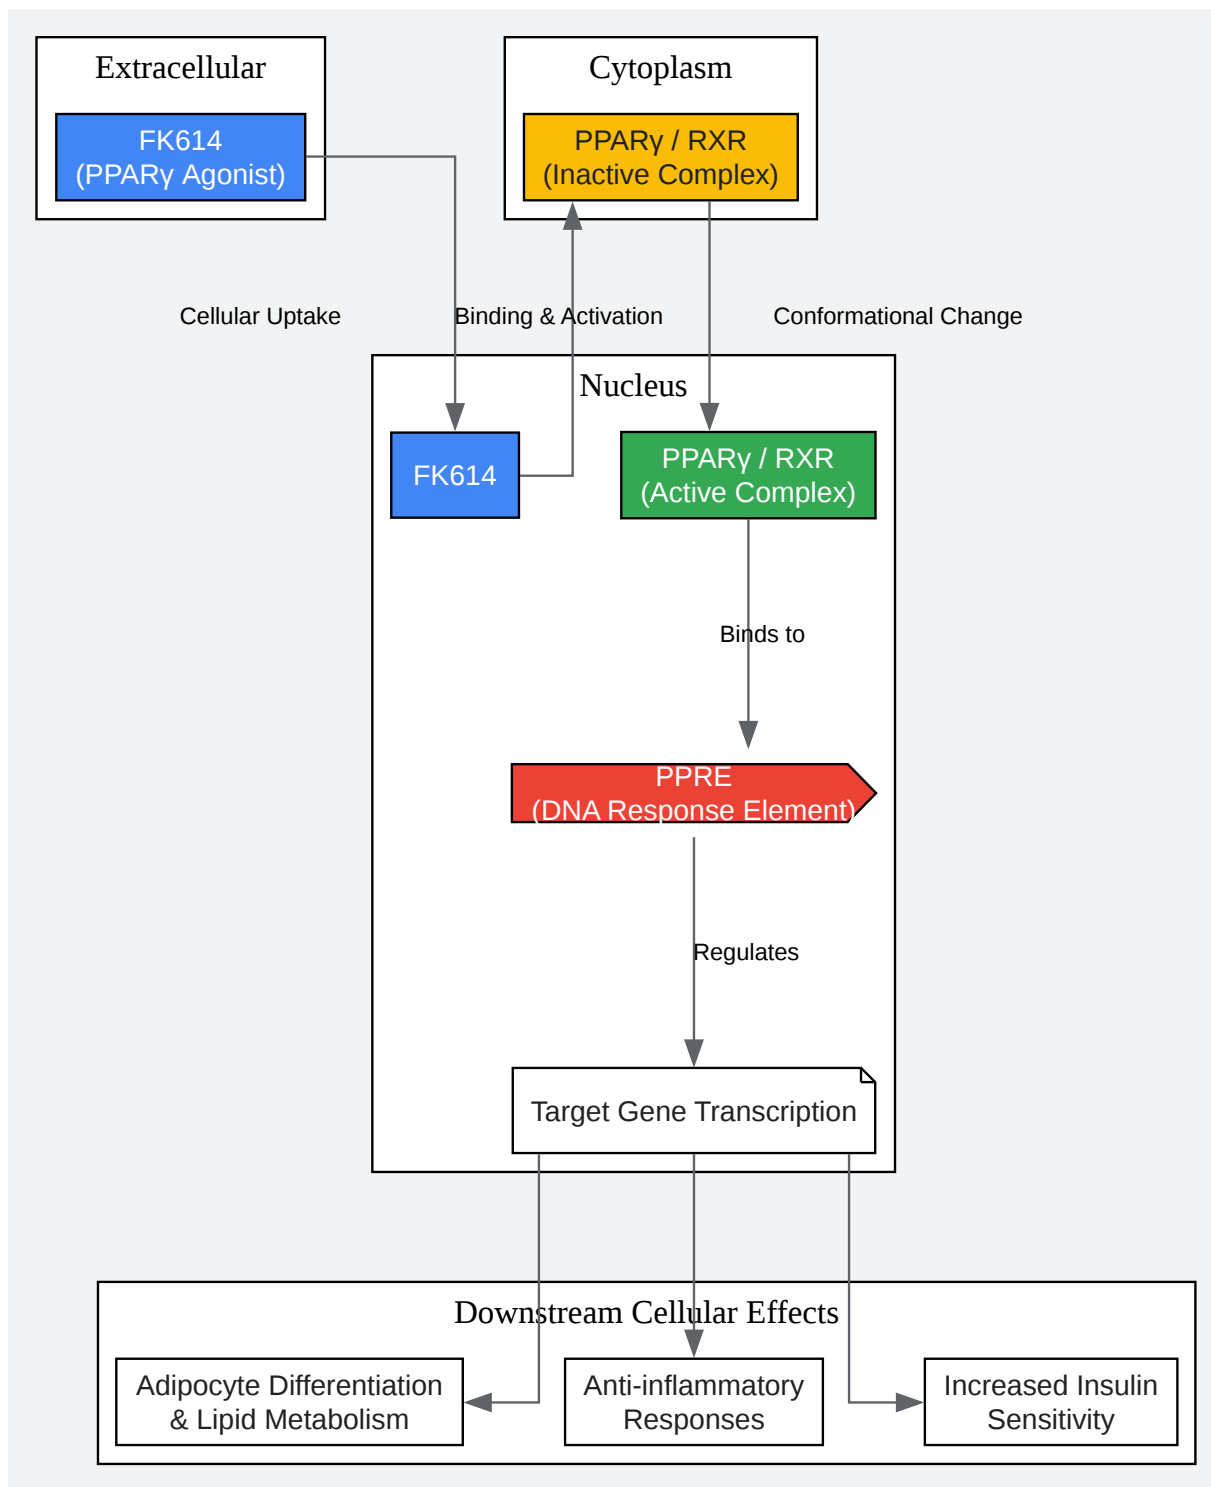 Extracellular
FK614
(PPARγ Agonist)
Cytoplasm
PPARγ / RXR
(Inactive Complex)
Cellular Uptake
Binding & Activation
Conformational Change
Nucleus
FK614
PPARγ / RXR
(Active Complex)
Binds to
PPRE
(DNA Response Element)
Regulates
Target Gene Transcription
Downstream Cellular Effects
Adipocyte Differentiation
& Lipid Metabolism
Anti-inflammatory
Responses
Increased Insulin
Sensitivity